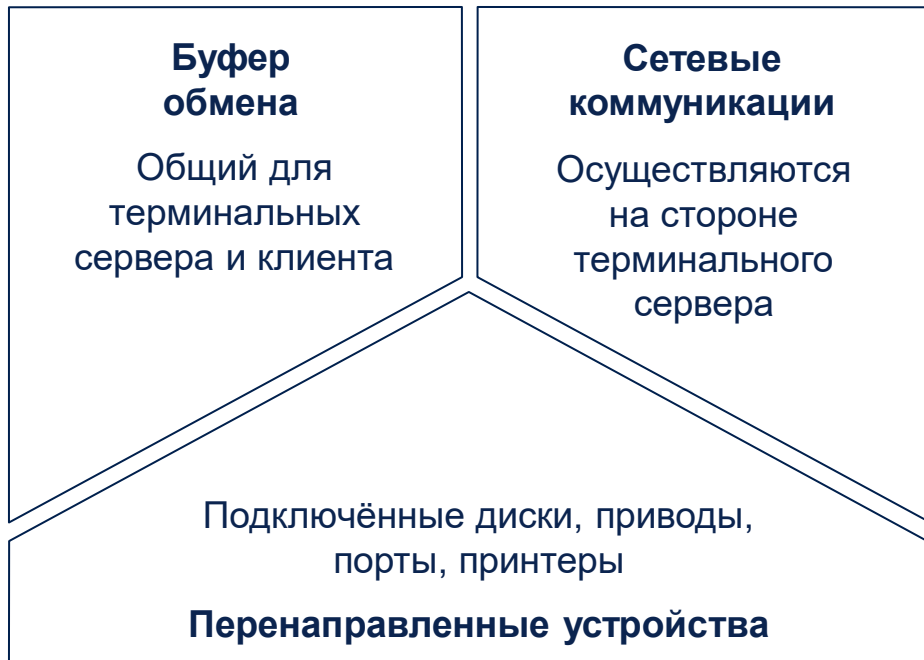 Буфер
обмена
Общий для
терминальных
сервера и клиента
Сетевые
коммуникации
Осуществляются
на стороне
терминального
сервера
Подключённые диски, приводы,
порты, принтеры
Перенаправленные устройства